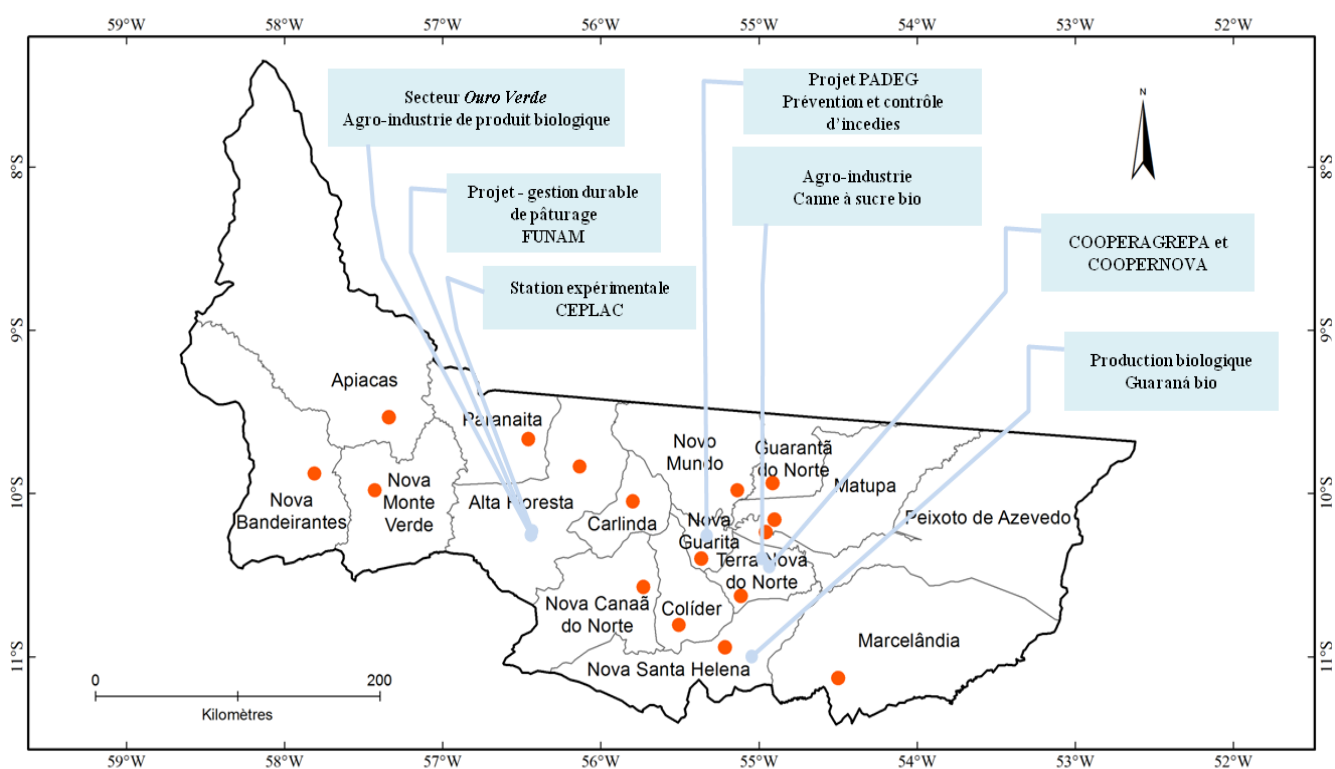 59°W 58°W 57°W 56°W 55°W 54°W 53°W 52°W
Secteur Ouro Verde
Agro-industrie de produit biologique
Projet PADEG
Prévention et contrôle
d'incedies
N
Agro-industrie
Canne à sucre bio
Projet - gestion durable
de pâturage
FUNAM
COOPERAGREPA et
COOPERNOVA
Station expérimentale
CEPLAC
Production biologique
Guaraná bio
8°S 8°S
9°S 9°S
10°S 10°S
11°S 11°S
Apiacas
Paranaita
Novo
Mundo
Guarantã
do Norte
Matupa
Nova
Bandeirantes
Nova
Monte
Verde
Alta Floresta
Carlinda
Nova
Guarita
Peixoto de Azevedo
Terra Nova
do Norte
Nova Canaã
do Norte
Colíder
Marcelândia
Nova Santa Helena
0 200
Kilomètres
59°W 58°W 57°W 56°W 55°W 54°W 53°W 52°W